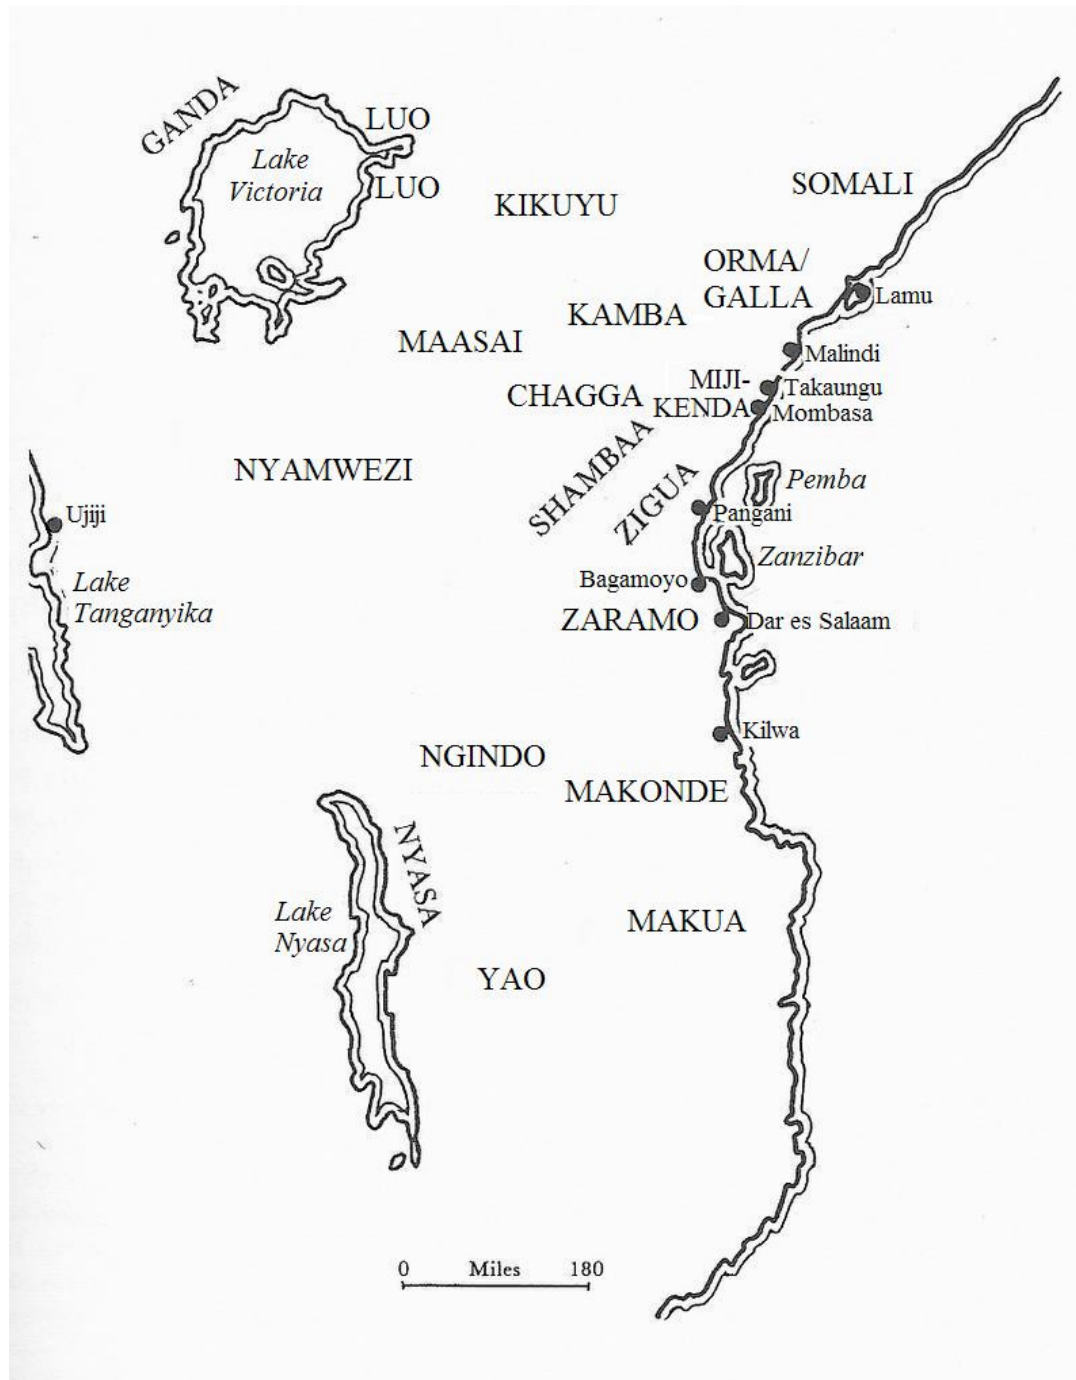 GANDA
LUO
Lake
Victoria
LUO
KIKUYU
SOMALI
ORMA/
GALLA
Lamu
KAMBA
MAASAI
Malindi
MIJI-
KENDA
Takaungu
CHAGGA
Mombasa
SHAMBAA
NYAMWEZI
ZIGUA
Pemba
Ujiji
Pangani
Zanzibar
Lake
Tanganyika
Bagamoyo
ZARAMO
Dar es Salaam
Kilwa
NGINDO
MAKONDE
NYASA
Lake
Nyasa
MAKUA
YAO
0 Miles 180